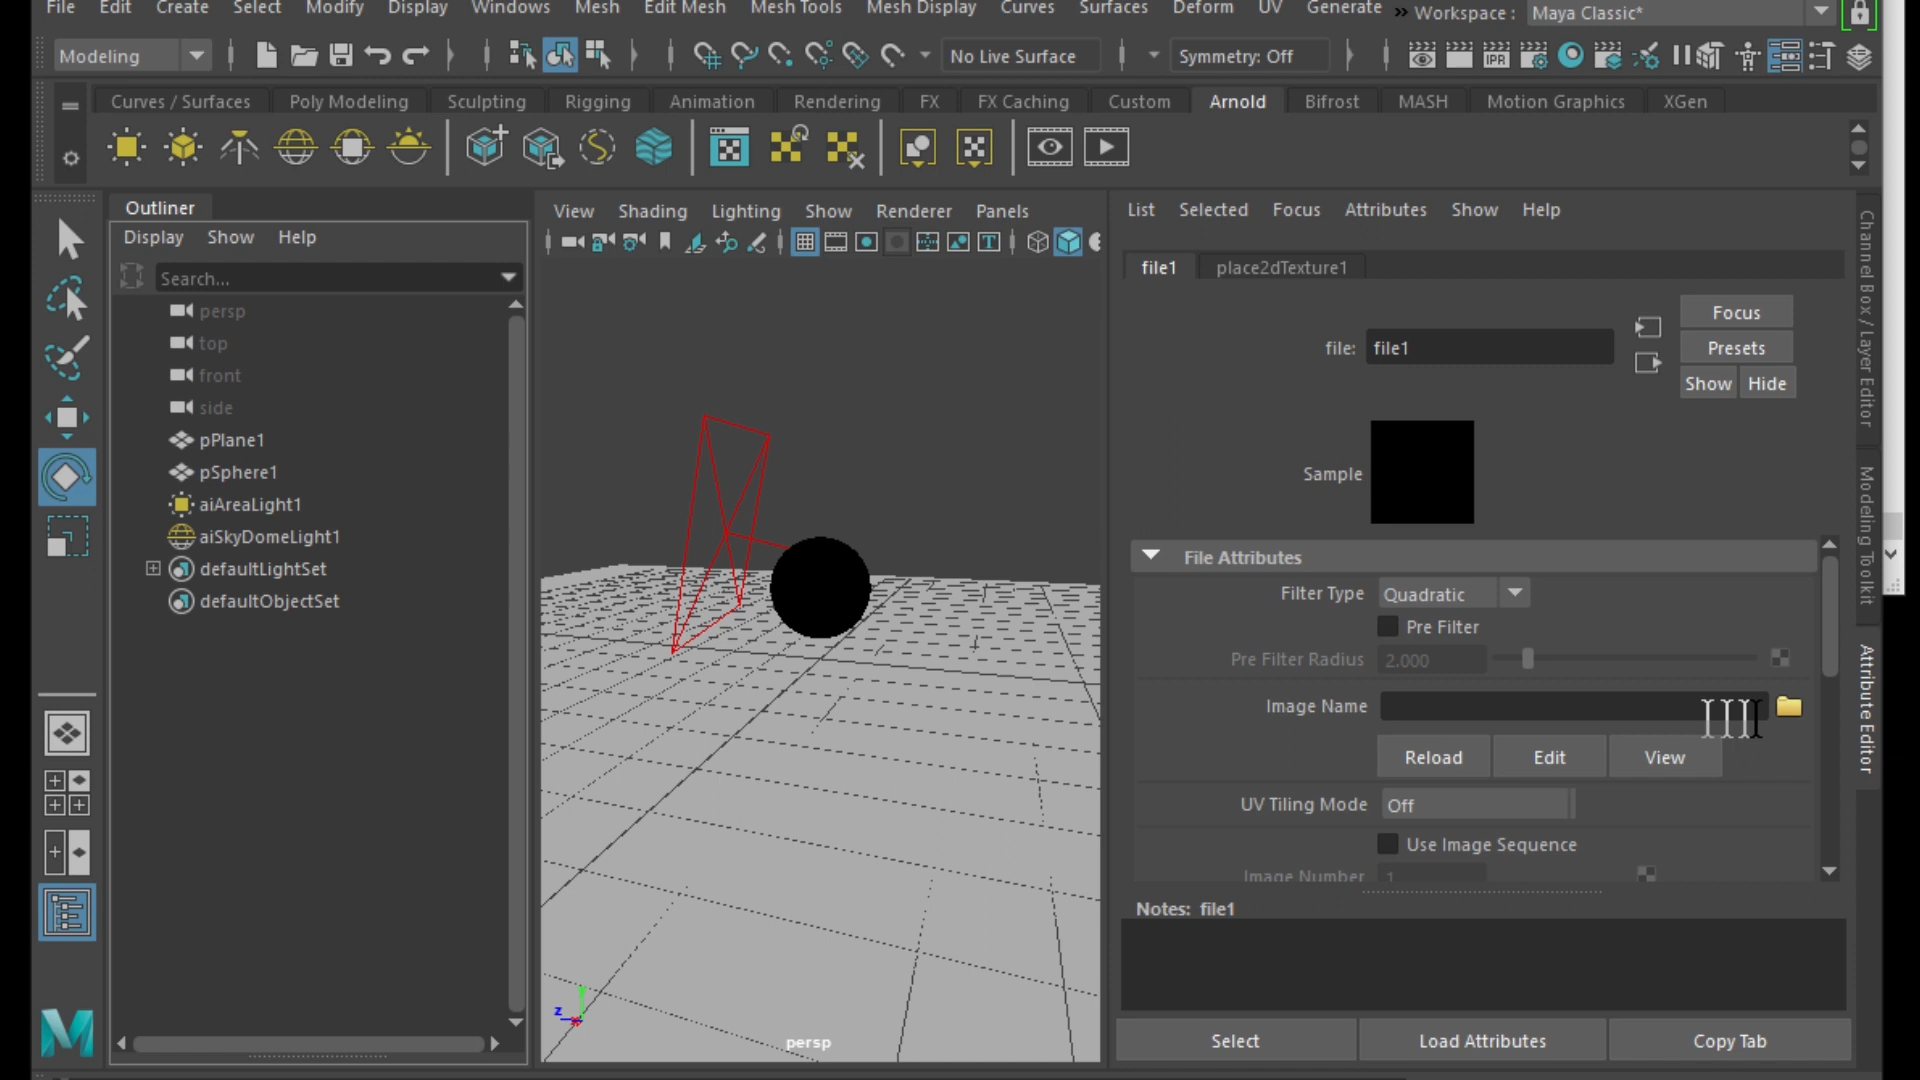 File Edit Create Select Modify Display Windows Mesh Edit Mesh Mesh Tools Mesh Display Curves Surfaces Deform UV Generate » Workspace : Maya Classic*
Modeling No Live Surface Symmetry: Off IPR
Curves / Surfaces Poly Modeling Sculpting Rigging Animation Rendering FX FX Caching Custom Arnold Bifrost MASH Motion Graphics XGen
Outliner
Display Show Help
Search...
persp
top
front
side
pPlane1
pSphere1
aiAreaLight1
aiSkyDomeLight1
defaultLightSet
defaultObjectSet
View Shading Lighting Show Renderer Panels
y
z
x
persp
List Selected Focus Attributes Show Help
file1 place2dTexture1
file: file1
Focus
Presets
Show Hide
Sample
File Attributes
Filter Type Quadratic
Pre Filter
Pre Filter Radius 2.000
Image Name
Reload Edit View
UV Tiling Mode Off
Use Image Sequence
Image Number 1
Notes: file1
Select Load Attributes Copy Tab
Channel Box / Layer Editor
Modeling Toolkit
Attribute Editor